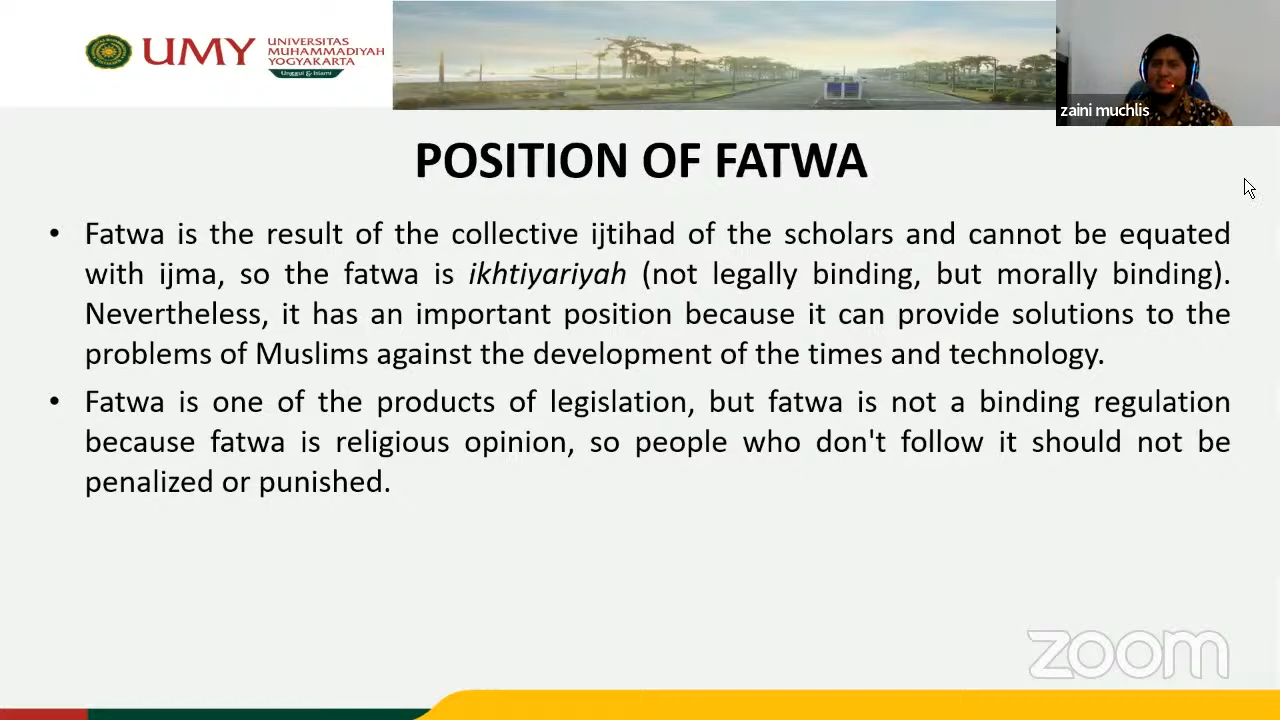 UMY
UNIVERSITAS
MUHAMMADIYAH
YOGYAKARTA
Unggul & Islami
zaini muchlis
POSITION OF FATWA
• Fatwa is the result of the collective ijtihad of the scholars and cannot be equated
with ijma, so the fatwa is ikhtiyariyah (not legally binding, but morally binding).
Nevertheless, it has an important position because it can provide solutions to the
problems of Muslims against the development of the times and technology.
• Fatwa is one of the products of legislation, but fatwa is not a binding regulation
because fatwa is religious opinion, so people who don't follow it should not be
penalized or punished.
zoom